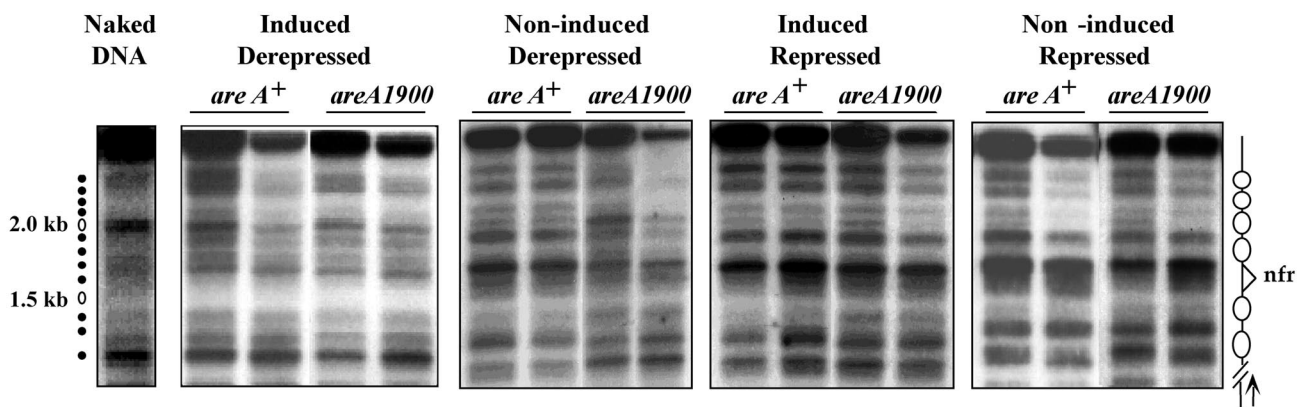 Naked DNA
Induced Derepressed
Non-induced Derepressed
Induced Repressed
Non -induced Repressed
are A+ areA1900
are A+ areA1900
are A+ areA1900
are A+ areA1900
2.0 kb
1.5 kb
nfr